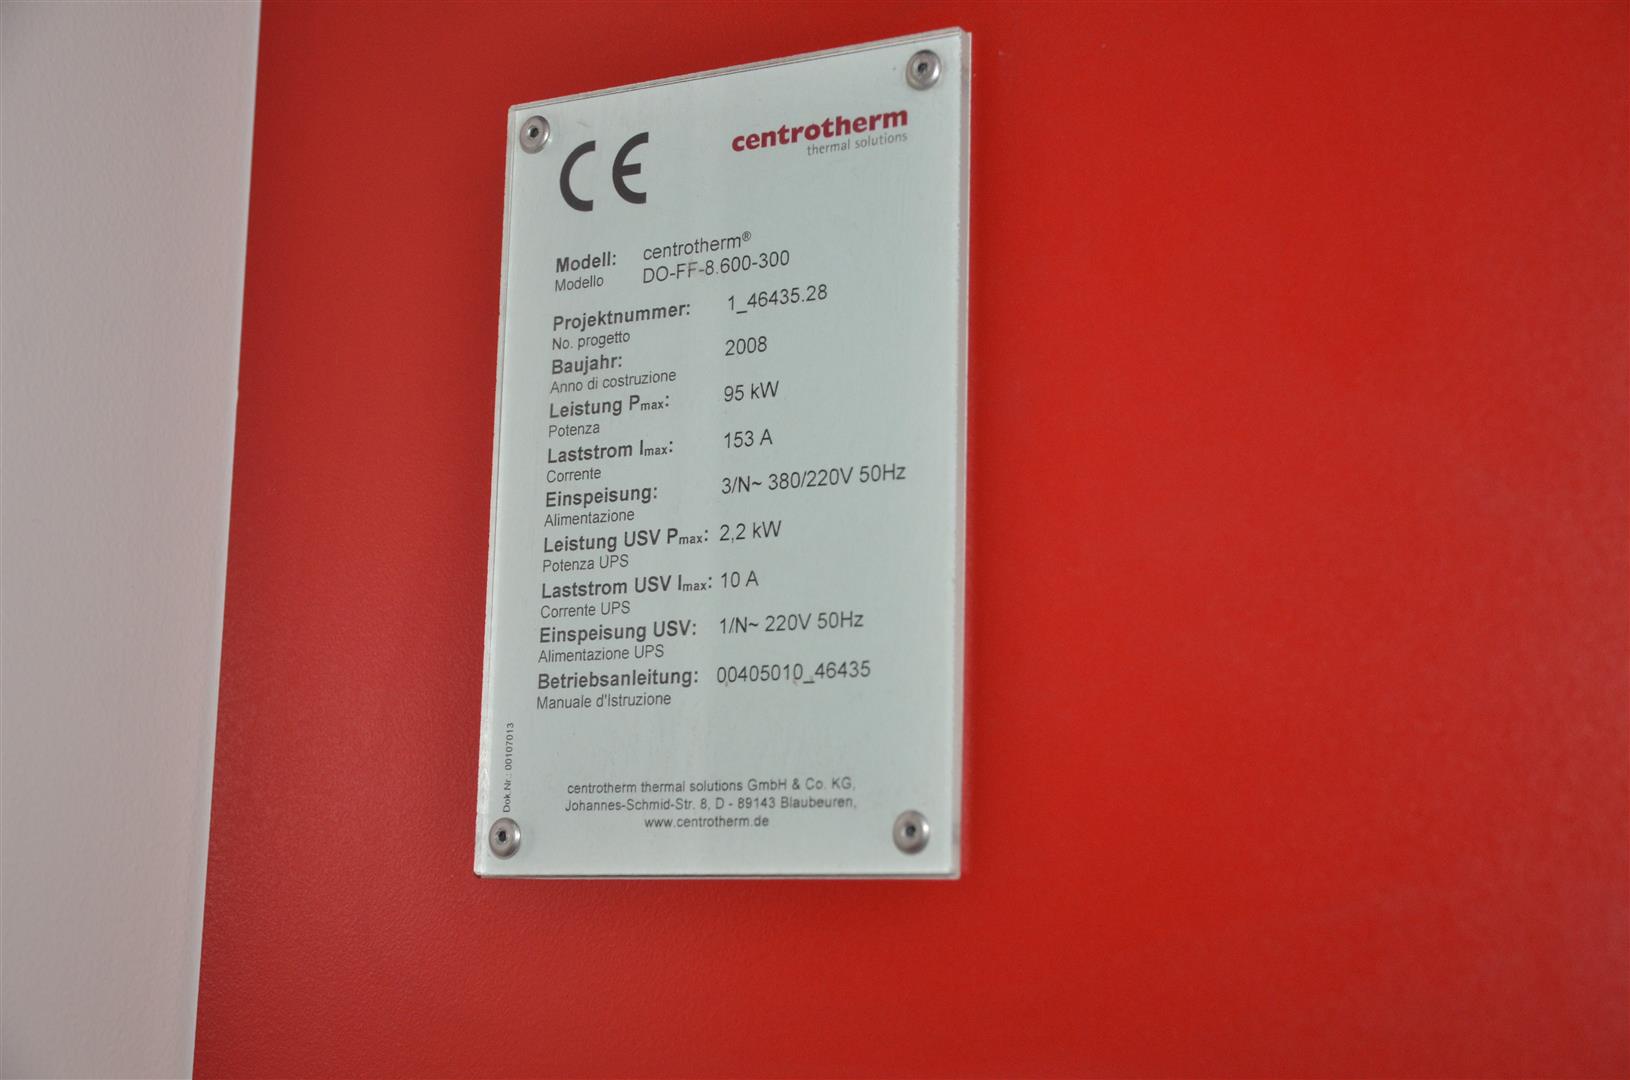 CE
centrotherm
thermal solutions
Modell: centrotherm®
Modello DO-FF-8.600-300
Projektnummer: 1_46435.28
No. progetto
Baujahr: 2008
Anno di costruzione
Leistung Pmax: 95 kW
Potenza
Laststrom Imax: 153 A
Corrente
Einspeisung: 3/N~ 380/220V 50Hz
Alimentazione
Leistung USV Pmax: 2,2 kW
Potenza UPS
Laststrom USV Imax: 10 A
Corrente UPS
Einspeisung USV: 1/N~ 220V 50Hz
Alimentazione UPS
Betriebsanleitung: 00405010_46435
Manuale d'Istruzione
Dok.Nr.: 00107013
centrotherm thermal solutions GmbH & Co. KG,
Johannes-Schmid-Str. 8, D - 89143 Blaubeuren,
www.centrotherm.de